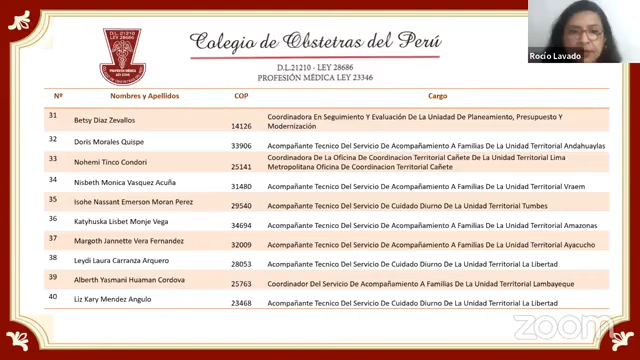 D.L. 21210
LEY 28686
PROFESIÓN MÉDICA
LEY 23346
Colegio de Obstetras del Perú
D.L.21210 - LEY 28686
PROFESIÓN MÉDICA LEY 23346
Rocío Lavado
Nº Nombres y Apellidos COP Cargo
31 Betsy Diaz Zevallos 14126 Coordinadora En Seguimiento Y Evaluación De La Uniadad De Planeamiento, Presupuesto Y
Modernización
32 Doris Morales Quispe 33906 Acompañante Tecnico Del Servicio De Acompañamiento A Familias De La Unidad Territorial Andahuaylas
33 Nohemi Tinco Condori 25141 Coordinadora De La Oficina De Coordinacion Territorial Cañete De La Unidad Territorial Lima
Metropolitana Oficina De Coordinacion Territorial Cañete
34 Nisbeth Monica Vasquez Acuña 31480 Acompañante Tecnico Del Servicio De Acompañamiento A Familias De La Unidad Territorial Vraem
35 Isohe Nassant Emerson Moran Perez 29540 Acompañante Tecnico Del Servicio De Cuidado Diurno De La Unidad Territorial Tumbes
36 Katyhuska Lisbet Monje Vega 34694 Acompañante Tecnico Del Servicio De Acompañamiento A Familias De La Unidad Territorial Amazonas
37 Margoth Jannette Vera Fernandez 32009 Acompañante Tecnico Del Servicio De Acompañamiento A Familias De La Unidad Territorial Ayacucho
38 Leydi Laura Carranza Arquero 28053 Acompañante Tecnico Del Servicio De Acompañamiento A Familias De La Unidad Territorial La Libertad
39 Alberth Yasmani Huaman Cordova 25763 Coordinador Del Servicio De Acompañamiento A Familias De La Unidad Territorial Lambayeque
40 Liz Kary Mendez Angulo 23468 Acompañante Tecnico Del Servicio De Cuidado Diurno De La Unidad Territorial La Libertad
zoom